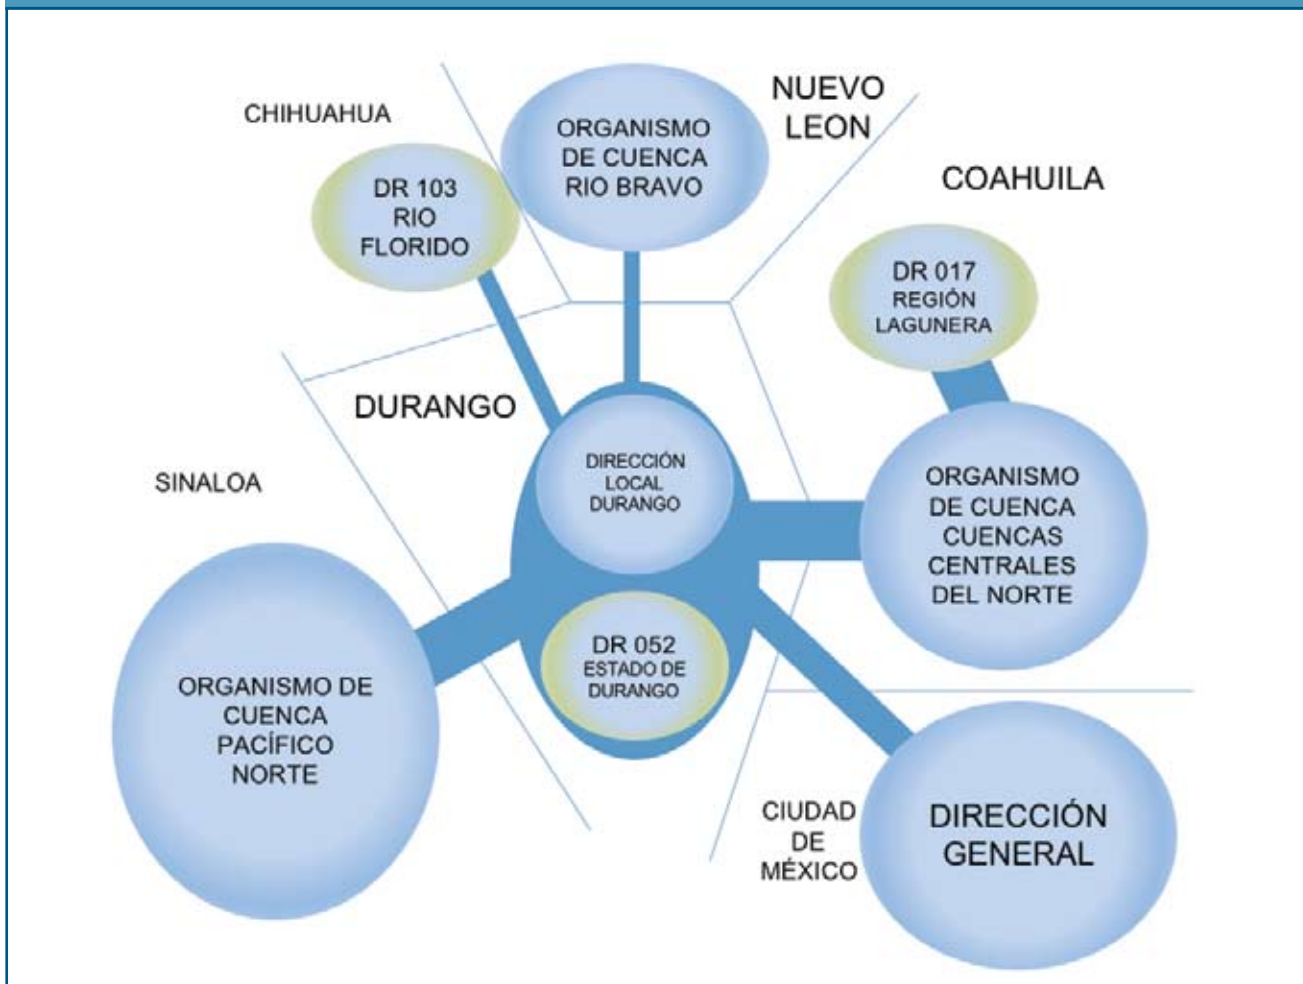 CHIHUAHUA
DR 103
RIO
FLORIDO
ORGANISMO
DE CUENCA
RIO BRAVO
NUEVO
LEON
COAHUILA
DR 017
REGIÓN
LAGUNERA
DURANGO
DIRECCIÓN
LOCAL
DURANGO
ORGANISMO
DE CUENCA
CUENCAS
CENTRALES
DEL NORTE
SINALOA
ORGANISMO DE
CUENCA
PACÍFICO
NORTE
DR 052
ESTADO DE
DURANGO
CIUDAD
DE
MÉXICO
DIRECCIÓN
GENERAL